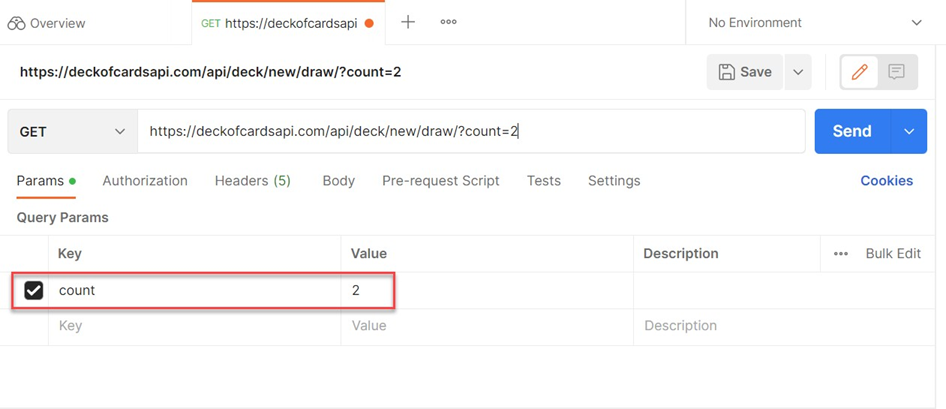 Overview GET https://deckofcardsapi No Environment
https://deckofcardsapi.com/api/deck/new/draw/?count=2 Save
GET https://deckofcardsapi.com/api/deck/new/draw/?count=2 Send
Params Authorization Headers (5) Body Pre-request Script Tests Settings Cookies
Query Params
Key Value Description Bulk Edit
count 2
Key Value Description